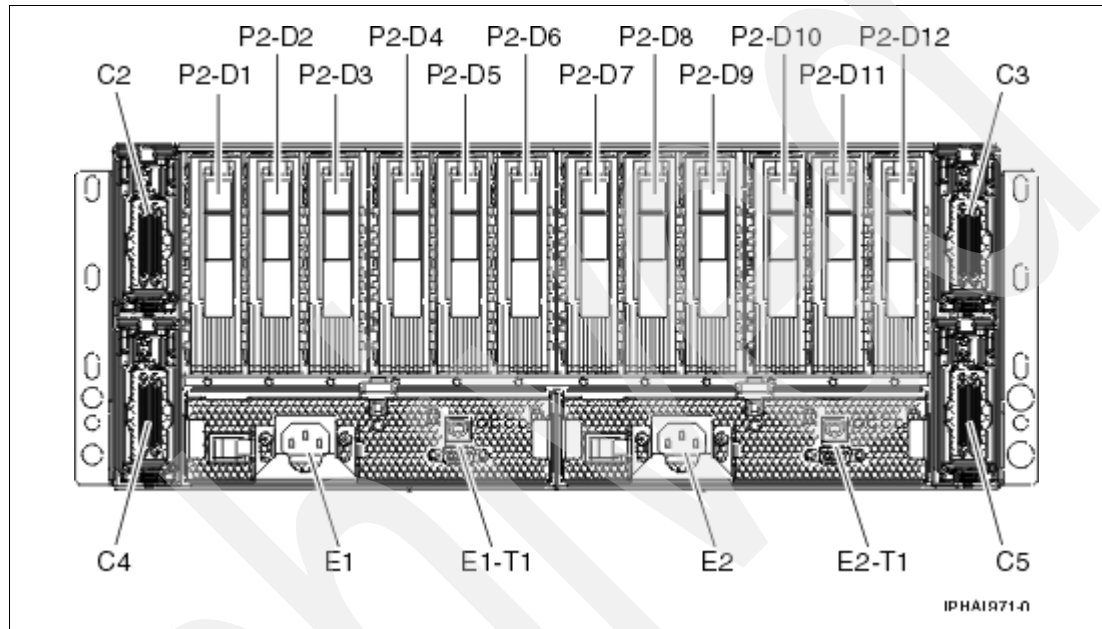 P2-D2 P2-D4 P2-D6 P2-D8 P2-D10 P2-D12
C2 P2-D1 P2-D3 P2-D5 P2-D7 P2-D9 P2-D11 C3
C4 E1 E1-T1 E2 E2-T1 C5
IPHAI971-0